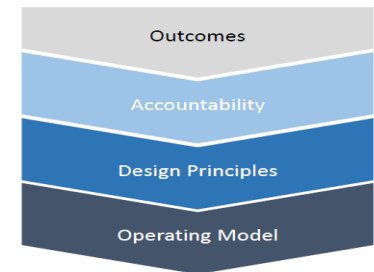 Outcomes
Accountability
Design Principles
Operating Model